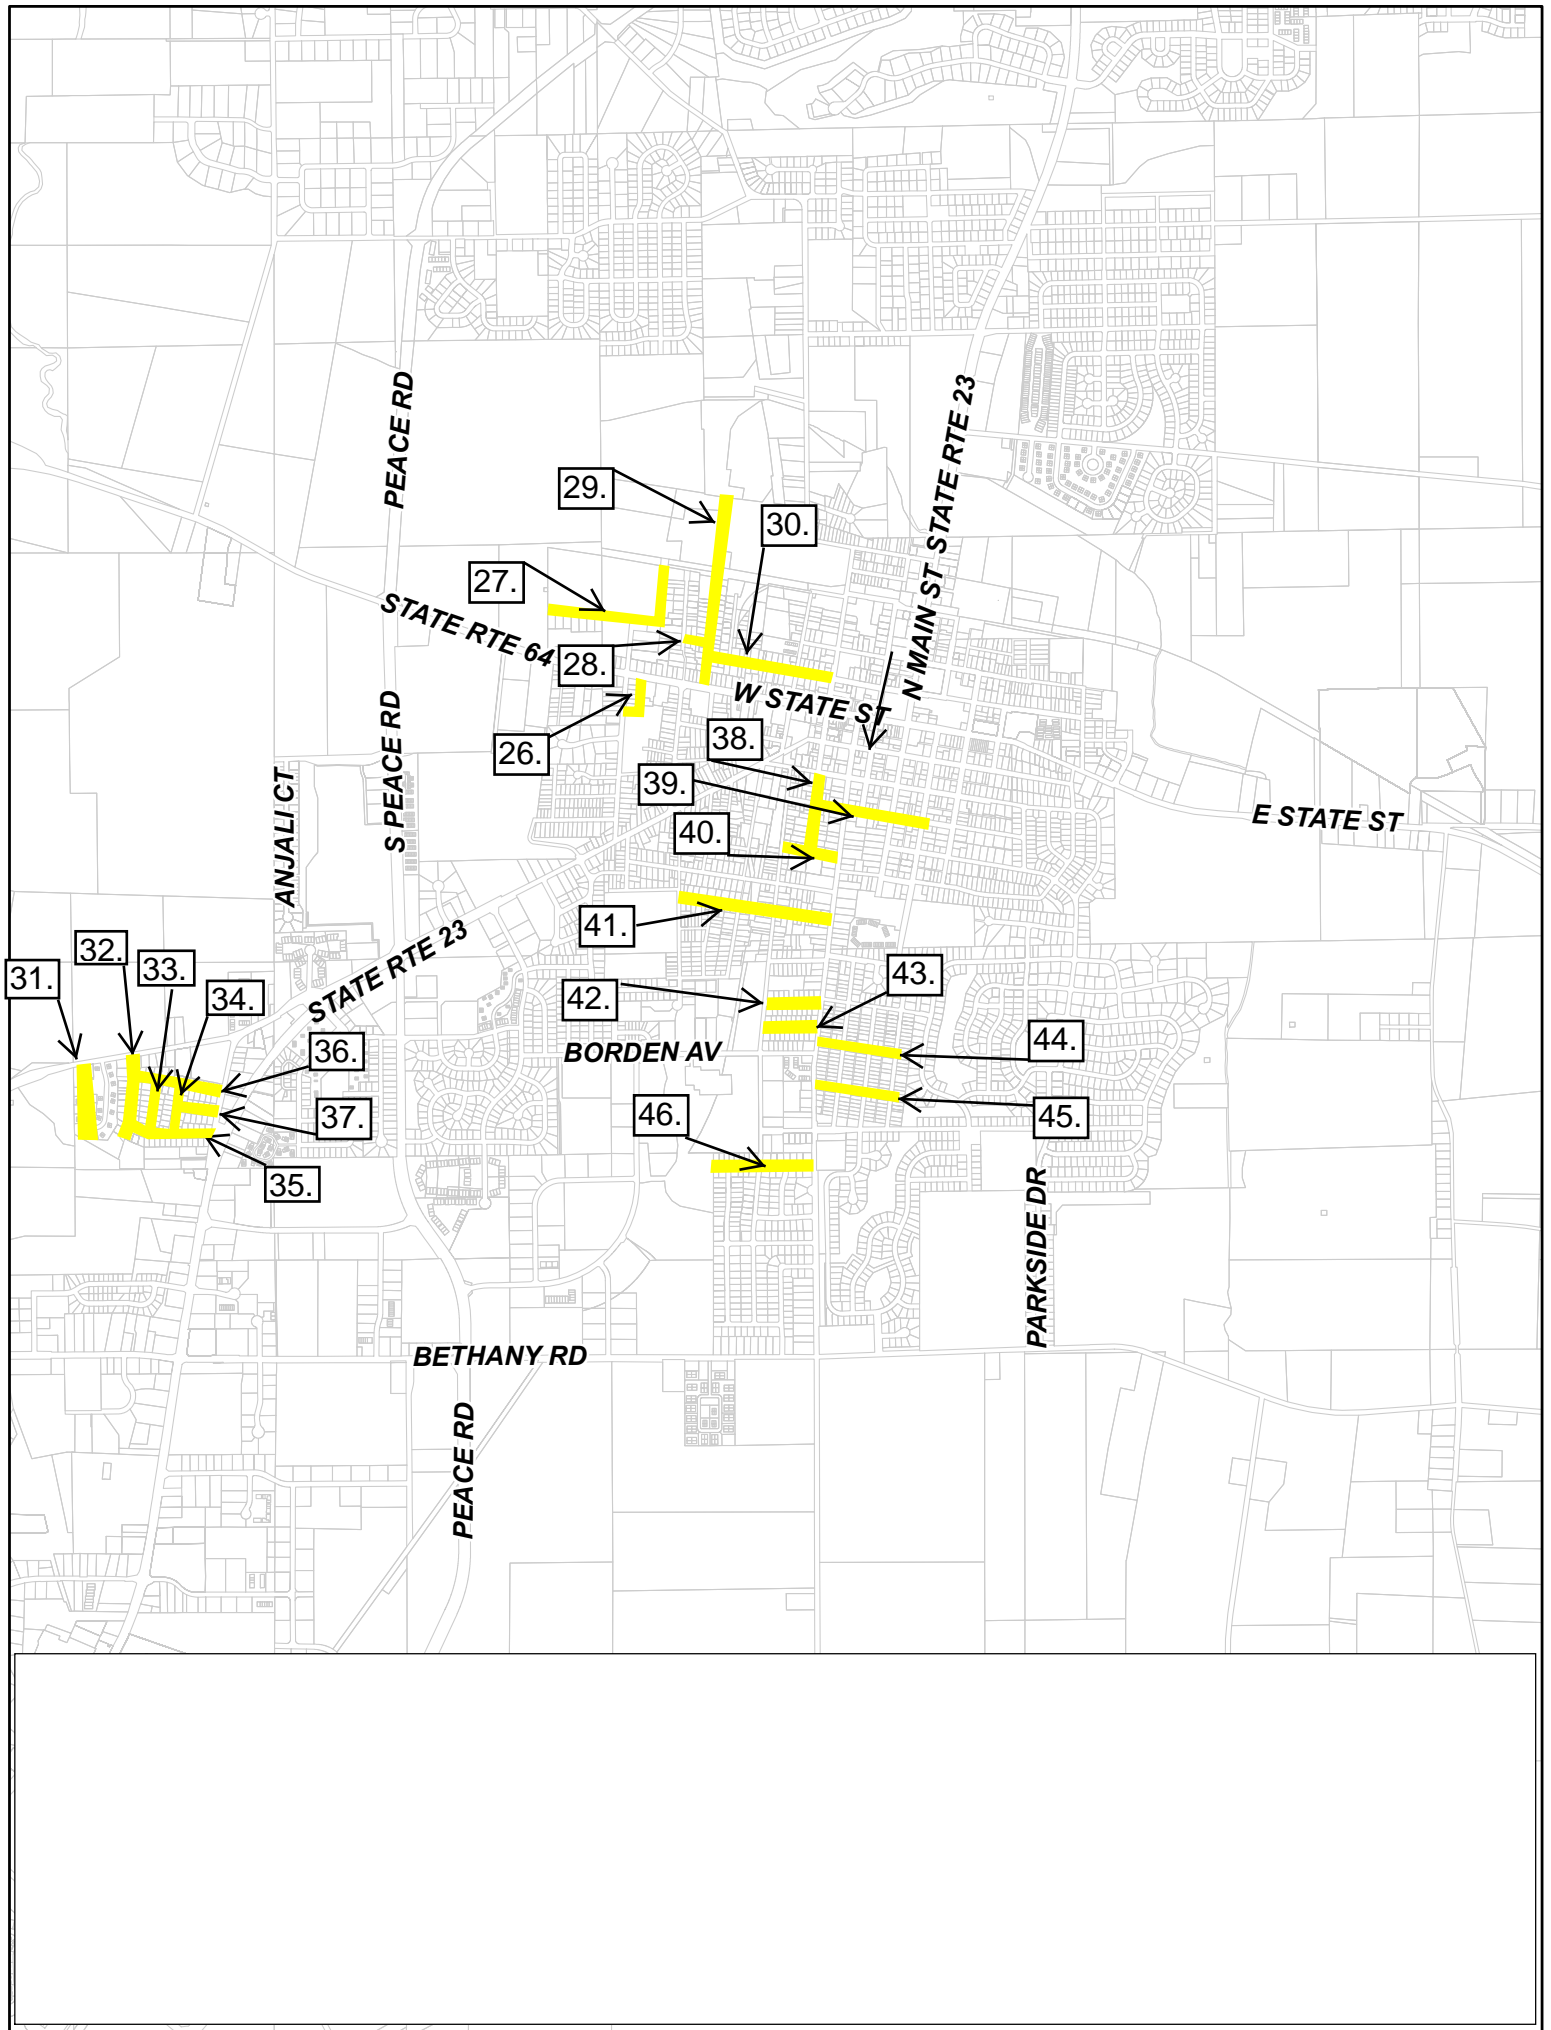 PEACE RD
STATE RTE 23
29.
30.
27.
N MAIN ST
STATE RTE 64
28.
W STATE ST
26.
38.
S PEACE RD
39.
ANJALI CT
E STATE ST
40.
41.
32.
33.
31.
34.
STATE RTE 23
43.
42.
36.
BORDEN AV
44.
37.
46.
45.
35.
PARKSIDE DR
BETHANY RD
PEACE RD